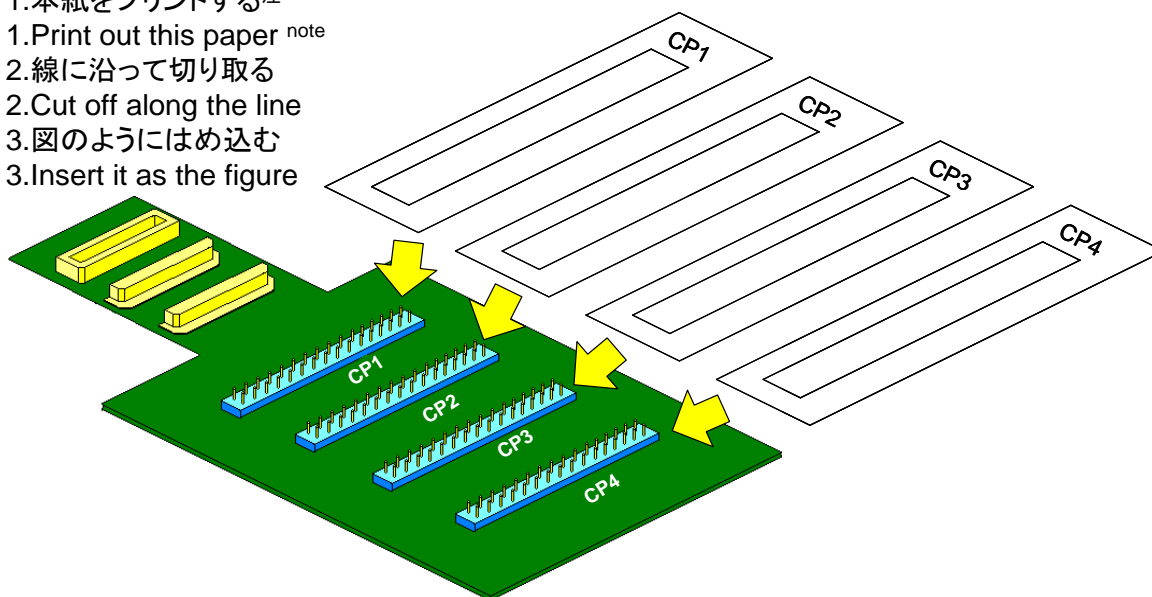 1.本紙をプリントする
1.Print out this paper note
2.線に沿って切り取る
2.Cut off along the line
3.図のようにはめ込む
3.Insert it as the figure
CP1
CP2
CP3
CP4
CP1
CP2
CP3
CP4